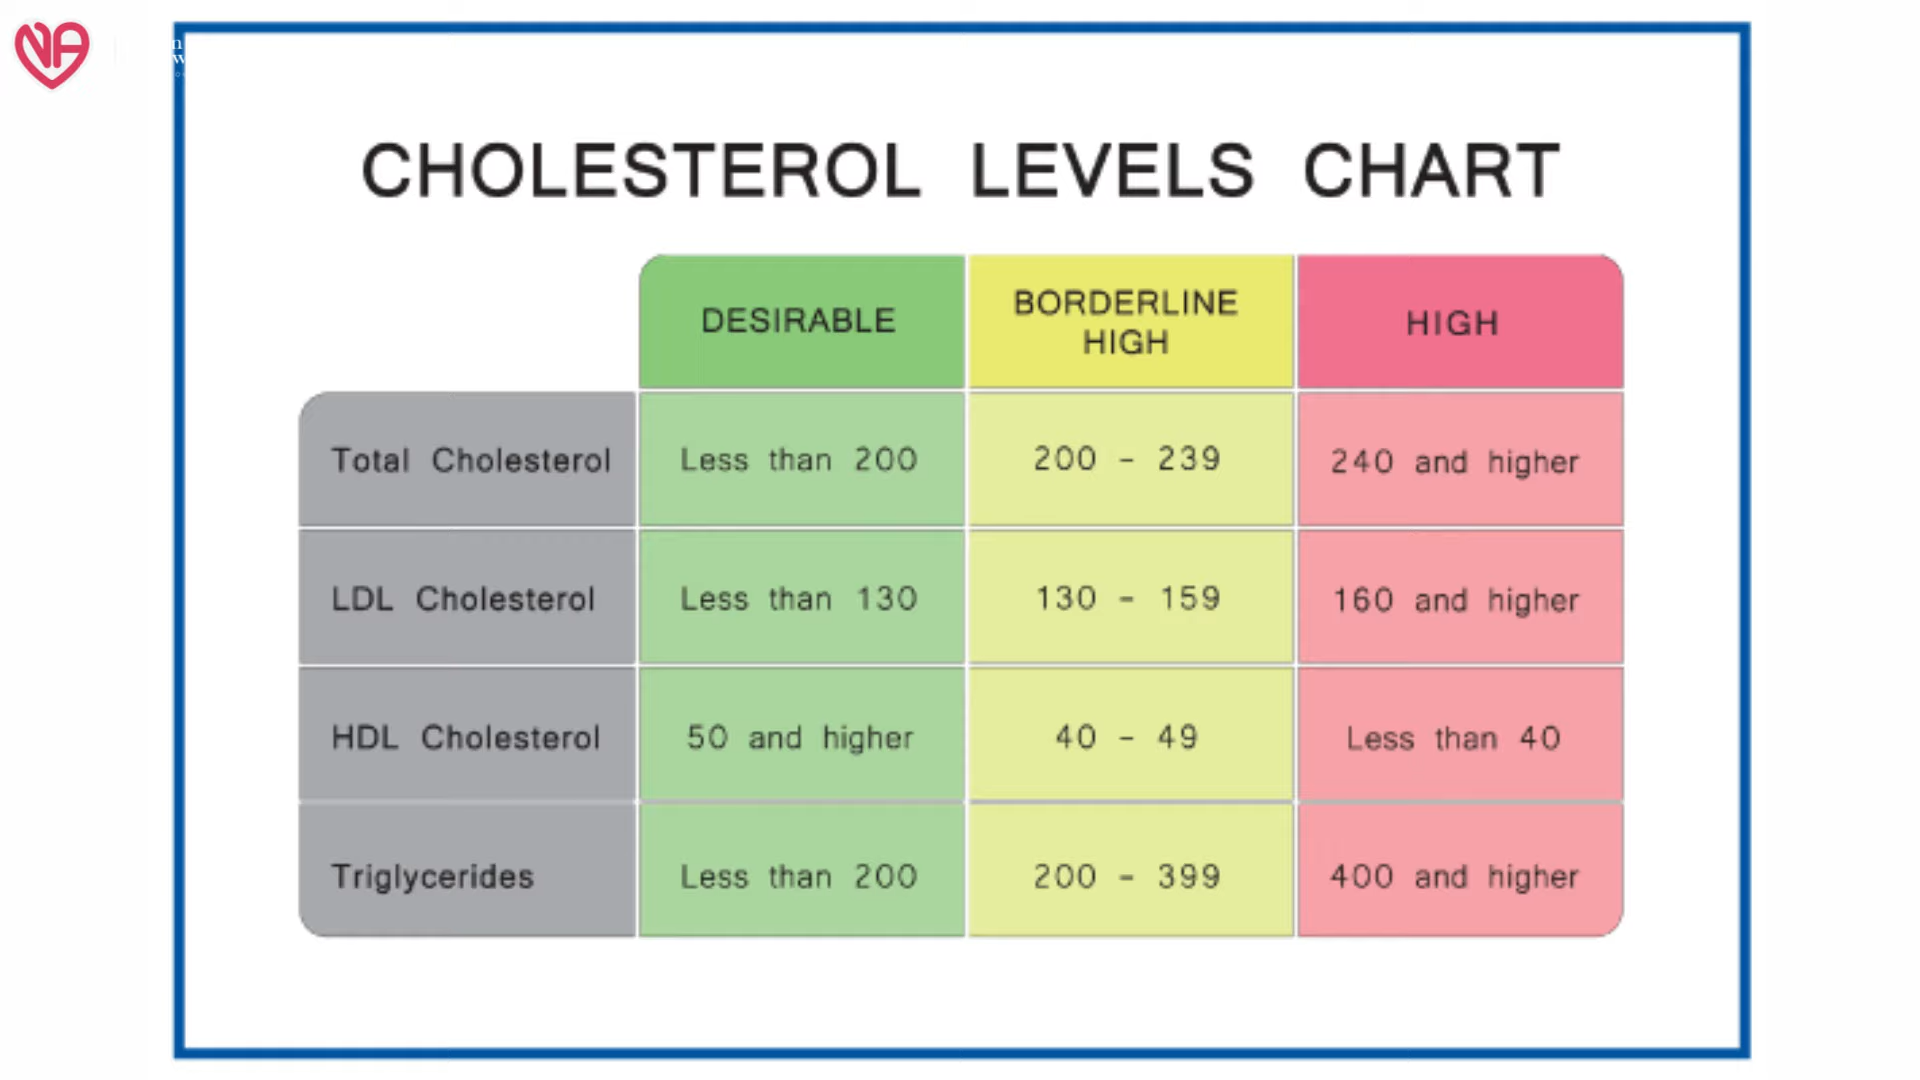 NA
CHOLESTEROL LEVELS CHART
DESIRABLE
BORDERLINE
HIGH
HIGH
Total Cholesterol
Less than 200
200 - 239
240 and higher
LDL Cholesterol
Less than 130
130 - 159
160 and higher
HDL Cholesterol
50 and higher
40 - 49
Less than 40
Triglycerides
Less than 200
200 - 399
400 and higher